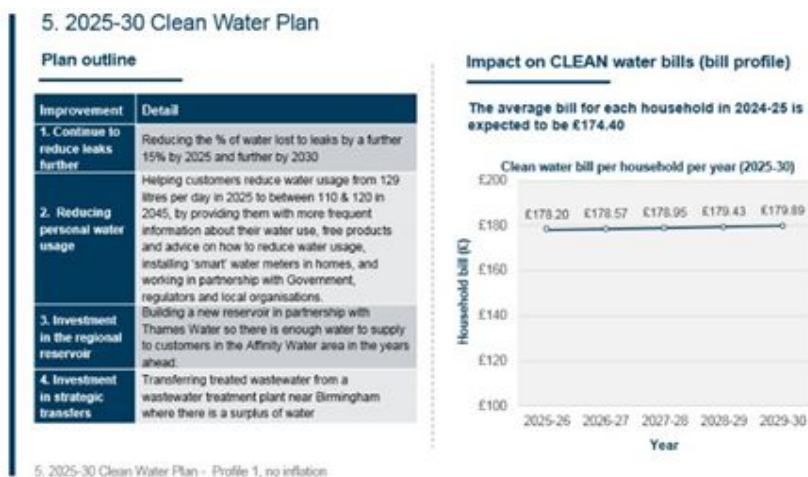 5. 2025-30 Clean Water Plan
Plan outline
Improvement
Detail
1. Continue to
reduce leaks
further
Reducing the % of water lost to leaks by a further
15% by 2025 and further by 2030
2. Reducing
personal water
usage
Helping customers reduce water usage from 129
litres per day in 2025 to between 110 & 120 in
2045, by providing them with more frequent
information about their water use, free products
and advice on how to reduce water usage,
installing 'smart' water meters in homes, and
working in partnership with Government,
regulators and local organisations.
3. Investment
in the regional
reservoir
Building a new reservoir in partnership with
Thames Water so there is enough water to supply
to customers in the Affinity Water area in the years
ahead.
4. Investment
in strategic
transfers
Transferring treated wastewater from a
wastewater treatment plant near Birmingham
where there is a surplus of water
5. 2025-30 Clean Water Plan - Profile 1, no inflation
Impact on CLEAN water bills (bill profile)
The average bill for each household in 2024-25 is
expected to be £174.40
Clean water bill per household per year (2025-30)
Household bill (£)
£200
£180
£160
£140
£120
£100
£178.20 £178.57 £178.95 £179.43 £179.89
2025-26 2026-27 2027-28 2028-29 2029-30
Year